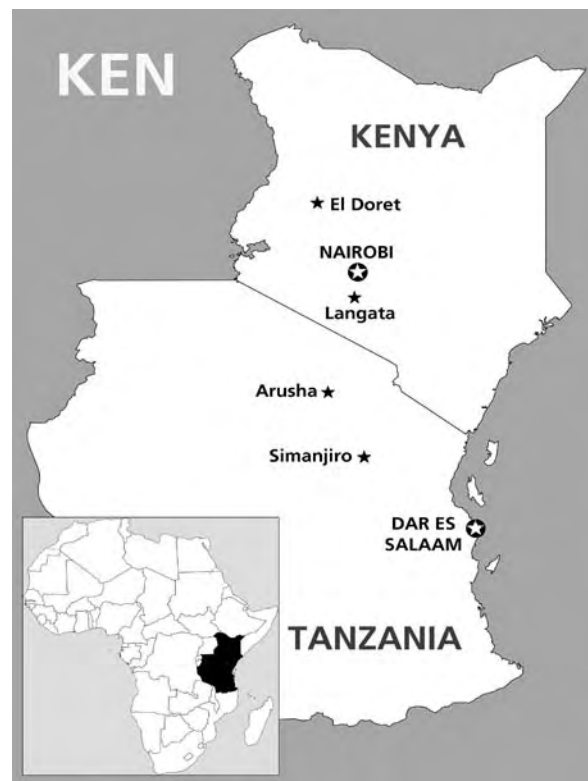 KEN
KENYA
El Doret
NAIROBI
Langata
Arusha
Simanjiro
DAR ES
SALAAM
TANZANIA